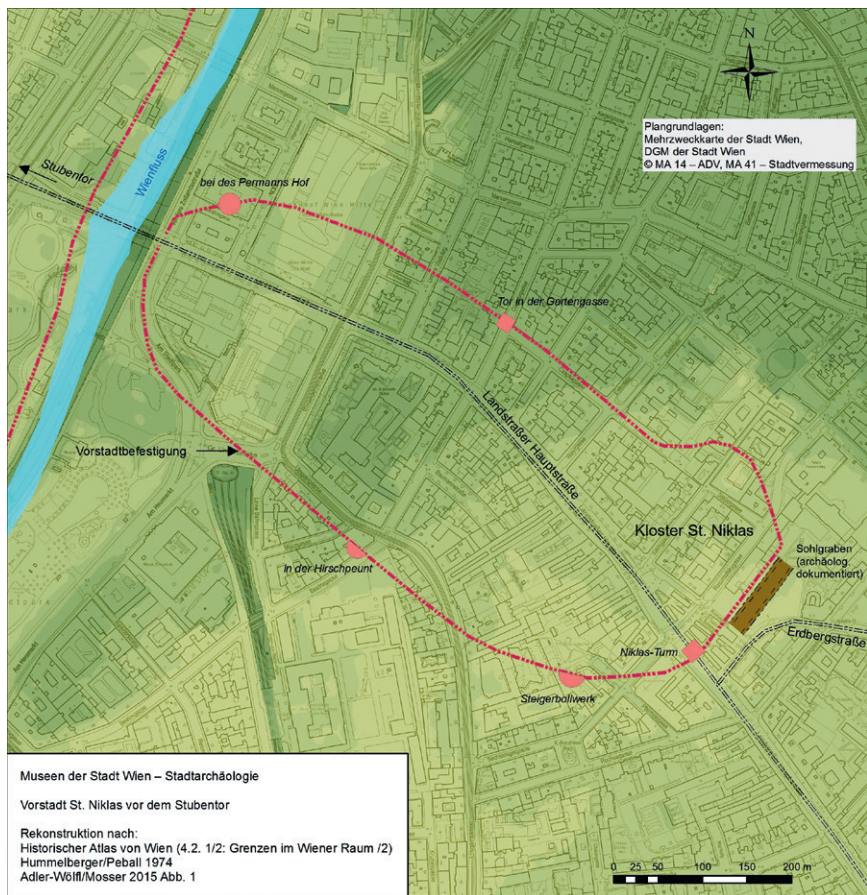 N
Plangrundlagen:
Mehrzweckkarte der Stadt Wien,
DGM der Stadt Wien
© MA 14 – ADV, MA 41 – Stadtvermessung
Stubentor
Wienfluss
bei des Permanns Hof
Tor in der Gartengasse
Landstraßer Hauptstraße
Vorstadtbefestigung
Kloster St. Niklas
Sohlgraben
(archäolog.
dokumentiert)
in der Hirschpeunt
Erdbergstraße
Niklas-Turm
Steigerbollwerk
Museen der Stadt Wien – Stadtarchäologie
Vorstadt St. Niklas vor dem Stubentor
Rekonstruktion nach:
Historischer Atlas von Wien (4.2. 1/2: Grenzen im Wiener Raum /2)
Hummelberger/Peball 1974
Adler-Wölfl/Mosser 2015 Abb. 1
0 25 50 100 150 200 m